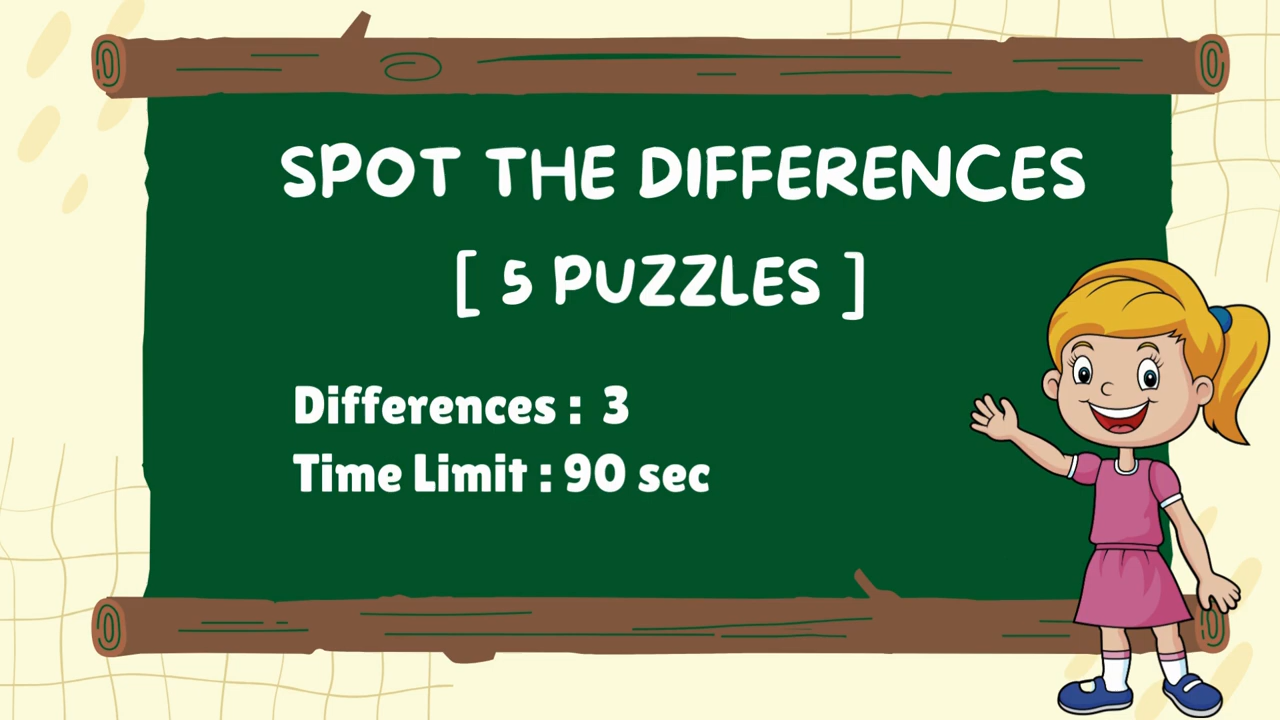 SPOT THE DIFFERENCES
[ 5 PUZZLES ]
Differences : 3
Time Limit : 90 sec